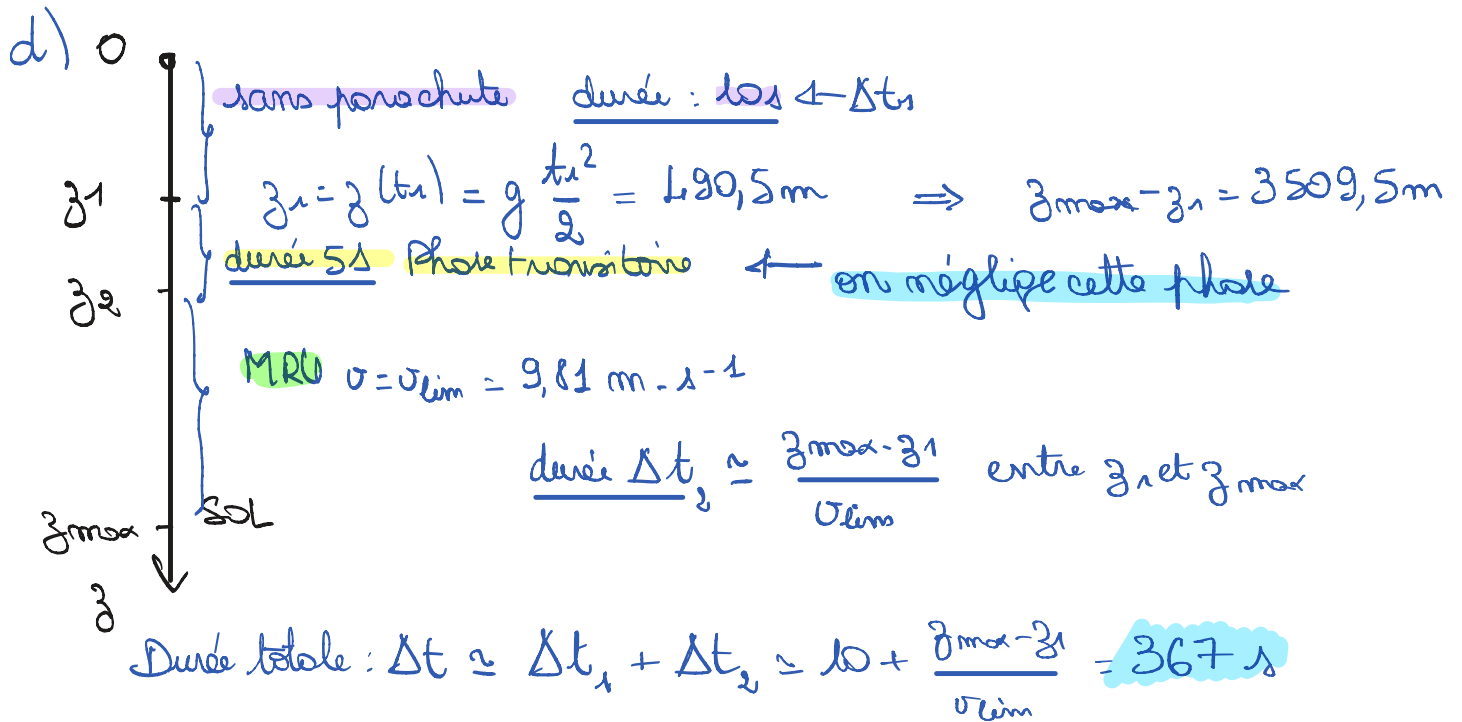 d) 0
sans parachute durée : 10s ← Δt₁
z1
z₁ = z(t₁) = g t₁²/2 = 490,5m ⇒ zmax - z₁ = 3509,5m
durée 5s Phase transitoire ← on néglige cette phase
z2
MRU v = vlim = 9,81 m.s-1
durée Δt₂ ≃ (zmax - z1)/vlim entre z₁ et zmax
zmax SOL
z
Durée totale : Δt ≃ Δt₁ + Δt₂ ≃ 10 + (zmax - z1)/vlim = 367 s